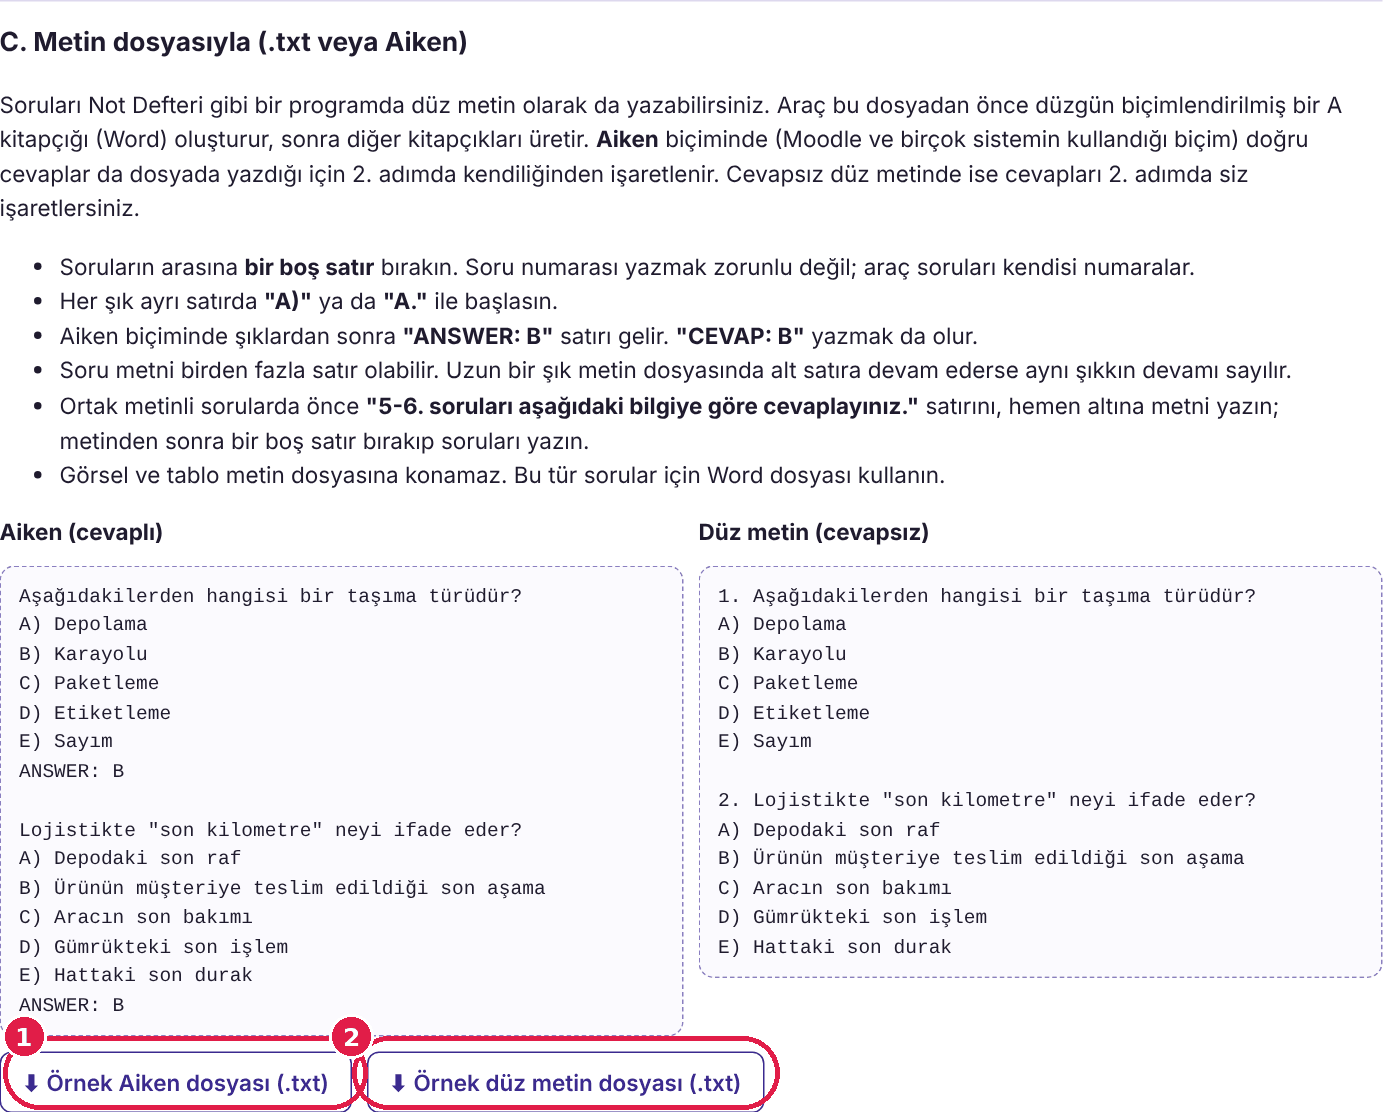 C. Metin dosyasıyla (.txt veya Aiken)
Soruları Not Defteri gibi bir programda düz metin olarak da yazabilirsiniz. Araç bu dosyadan önce düzgün biçimlendirilmiş bir A
kitapçığı (Word) oluşturur, sonra diğer kitapçıkları üretir. Aiken biçiminde (Moodle ve birçok sistemin kullandığı biçim) doğru
cevaplar da dosyada yazdığı için 2. adımda kendiliğinden işaretlenir. Cevapsız düz metinde ise cevapları 2. adımda siz
işaretlersiniz.
• Soruların arasına bir boş satır bırakın. Soru numarası yazmak zorunlu değil; araç soruları kendisi numaralar.
• Her şık ayrı satırda "A)" ya da "A." ile başlasın.
• Aiken biçiminde şıklardan sonra "ANSWER: B" satırı gelir. "CEVAP: B" yazmak da olur.
• Soru metni birden fazla satır olabilir. Uzun bir şık metin dosyasında alt satıra devam ederse aynı şıkkın devamı sayılır.
• Ortak metinli sorularda önce "5-6. soruları aşağıdaki bilgiye göre cevaplayınız." satırını, hemen altına metni yazın;
metinden sonra bir boş satır bırakıp soruları yazın.
• Görsel ve tablo metin dosyasına konamaz. Bu tür sorular için Word dosyası kullanın.
Aiken (cevaplı)
Aşağıdakilerden hangisi bir taşıma türüdür?
A) Depolama
B) Karayolu
C) Paketleme
D) Etiketleme
E) Sayım
ANSWER: B
Lojistikte "son kilometre" neyi ifade eder?
A) Depodaki son raf
B) Ürünün müşteriye teslim edildiği son aşama
C) Aracın son bakımı
D) Gümrükteki son işlem
E) Hattaki son durak
ANSWER: B
Düz metin (cevapsız)
1. Aşağıdakilerden hangisi bir taşıma türüdür?
A) Depolama
B) Karayolu
C) Paketleme
D) Etiketleme
E) Sayım
2. Lojistikte "son kilometre" neyi ifade eder?
A) Depodaki son raf
B) Ürünün müşteriye teslim edildiği son aşama
C) Aracın son bakımı
D) Gümrükteki son işlem
E) Hattaki son durak
1
⬇ Örnek Aiken dosyası (.txt)
2
⬇ Örnek düz metin dosyası (.txt)